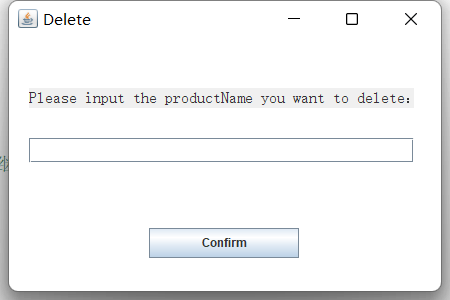 Delete
Please input the productName you want to delete:
Confirm